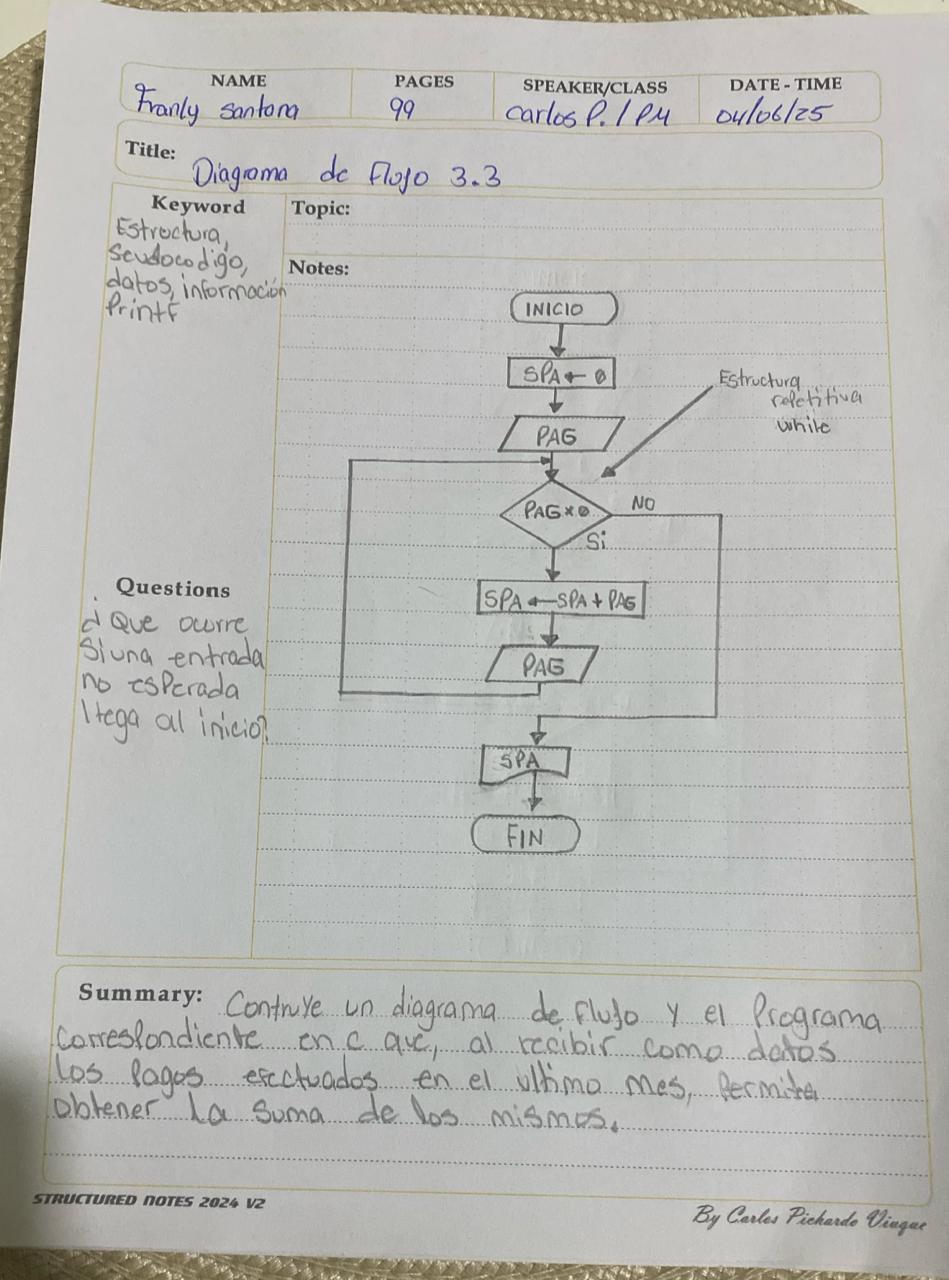 NAME PAGES SPEAKER/CLASS DATE - TIME
Franly santana 99 Carlos P. / PM 04/06/25
Title: Diagrama de Flujo 3.3
Keyword
Estructura,
Seudocodigo,
datos, información
Printf
Topic:
Notes:
INICIO
SPA ← 0
PAG
Estructura
repetitiva
while
PAG × 0
NO
Si
SPA ← SPA + PAG
PAG
SPA
FIN
Questions
¿ Que ocurre
Si una entrada
no esperada
llega al inicio?
Summary: Contruye un diagrama de flujo y el Programa
Correspondiente en c que, al recibir como datos
los Pagos efectuados en el ultimo mes, Permita
obtener la suma de los mismos.
STRUCTURED NOTES 2024 V2
By Carlos Pichardo Viuque